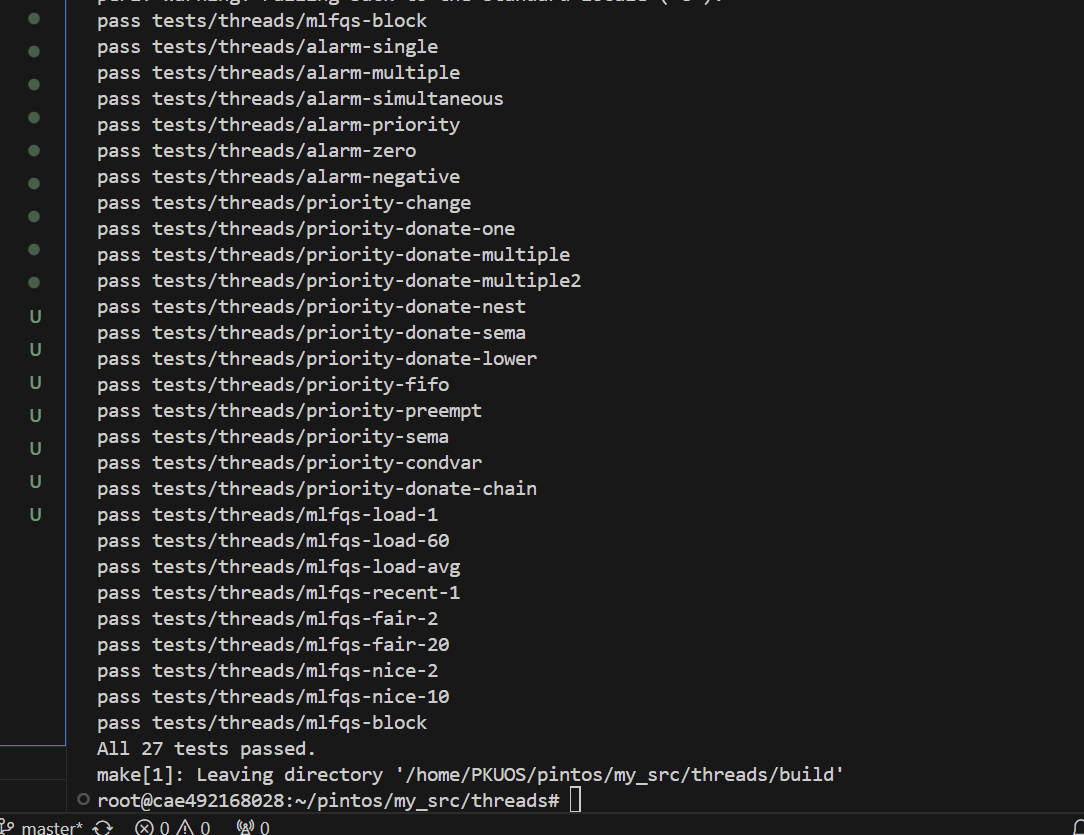 pass tests/threads/mlfqs-block
pass tests/threads/alarm-single
pass tests/threads/alarm-multiple
pass tests/threads/alarm-simultaneous
pass tests/threads/alarm-priority
pass tests/threads/alarm-zero
pass tests/threads/alarm-negative
pass tests/threads/priority-change
pass tests/threads/priority-donate-one
pass tests/threads/priority-donate-multiple
pass tests/threads/priority-donate-multiple2
pass tests/threads/priority-donate-nest
pass tests/threads/priority-donate-sema
pass tests/threads/priority-donate-lower
pass tests/threads/priority-fifo
pass tests/threads/priority-preempt
pass tests/threads/priority-sema
pass tests/threads/priority-condvar
pass tests/threads/priority-donate-chain
pass tests/threads/mlfqs-load-1
pass tests/threads/mlfqs-load-60
pass tests/threads/mlfqs-load-avg
pass tests/threads/mlfqs-recent-1
pass tests/threads/mlfqs-fair-2
pass tests/threads/mlfqs-fair-20
pass tests/threads/mlfqs-nice-2
pass tests/threads/mlfqs-nice-10
pass tests/threads/mlfqs-block
All 27 tests passed.
make[1]: Leaving directory '/home/PKUOS/pintos/my_src/threads/build'
root@cae492168028:~/pintos/my_src/threads#
U
U
U
U
U
U
U
master* 0 0 0